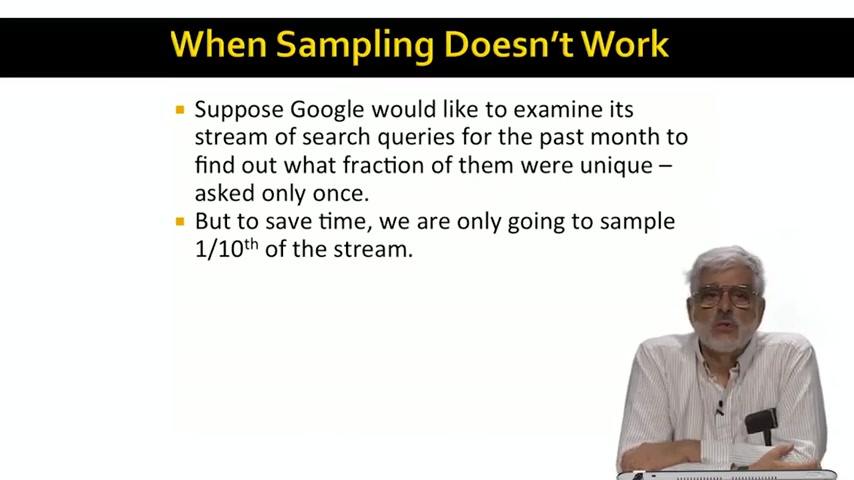 When Sampling Doesn't Work
▪ Suppose Google would like to examine its
stream of search queries for the past month to
find out what fraction of them were unique –
asked only once.
▪ But to save time, we are only going to sample
1/10th of the stream.